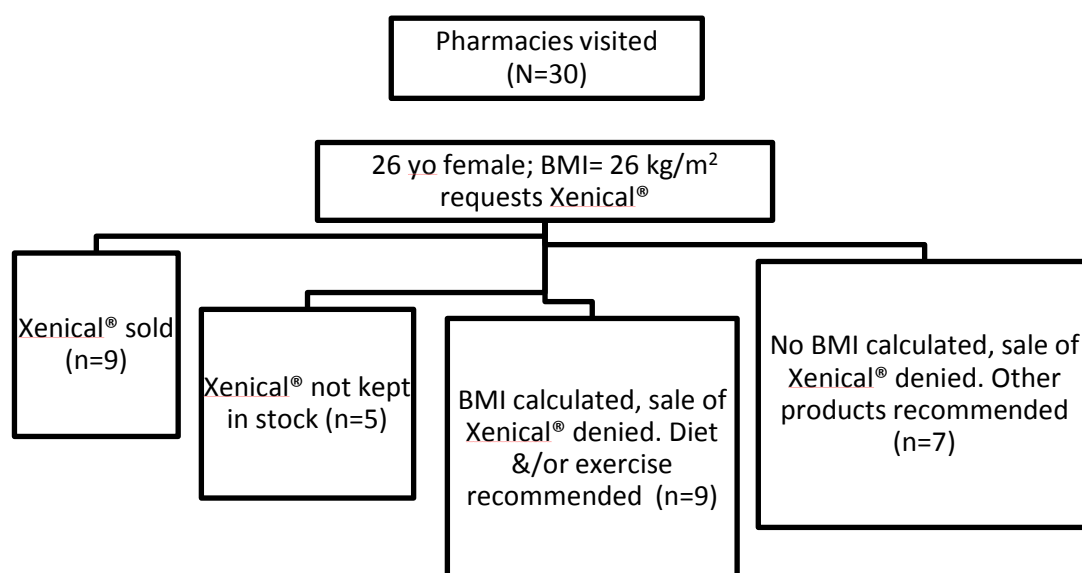 Pharmacies visited
(N=30)
26 yo female; BMI= 26 kg/m²
requests Xenical®
Xenical® sold
(n=9)
Xenical® not kept
in stock (n=5)
BMI calculated, sale of
Xenical® denied. Diet
&/or exercise
recommended (n=9)
No BMI calculated, sale of
Xenical® denied. Other
products recommended
(n=7)